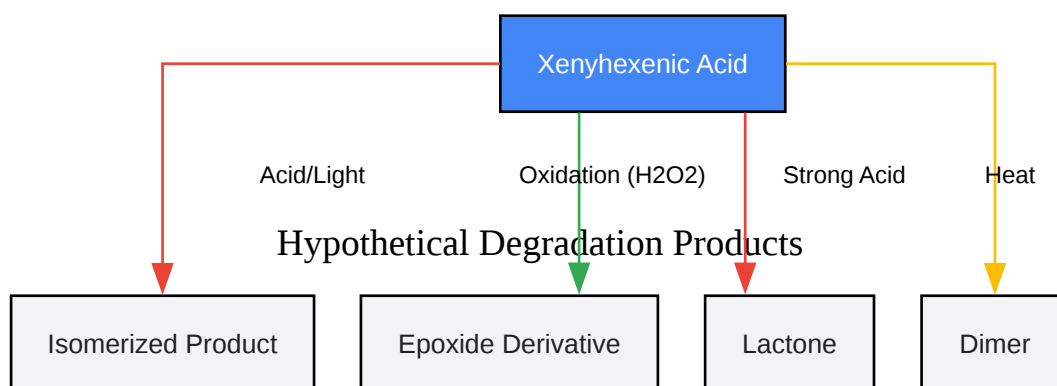 Xenyhexenic Acid
Acid/Light
Oxidation (H2O2)
Strong Acid
Heat
Hypothetical Degradation Products
Isomerized Product
Epoxide Derivative
Lactone
Dimer